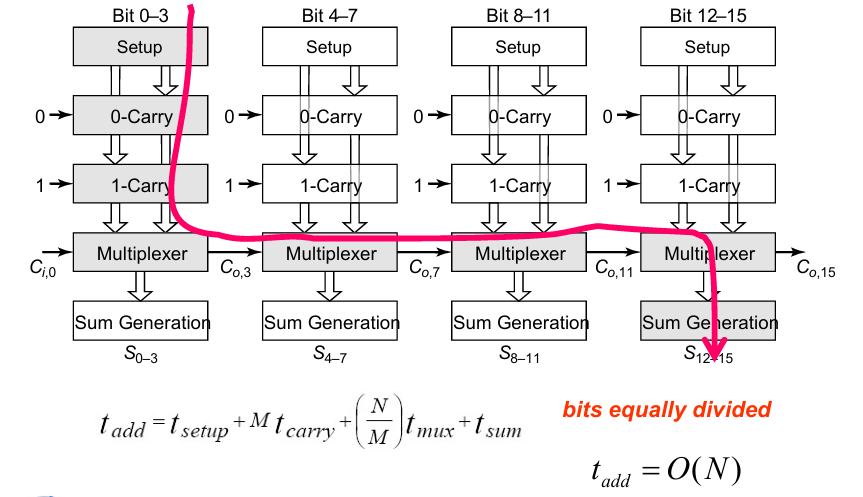 Bit 0–3 Bit 4–7 Bit 8–11 Bit 12–15
Setup Setup Setup Setup
0 0-Carry 0 0-Carry 0 0-Carry 0 0-Carry
1 1-Carry 1 1-Carry 1 1-Carry 1 1-Carry
Multiplexer Multiplexer Multiplexer Multiplexer
C_{i,0} C_{o,3} C_{o,7} C_{o,11} C_{o,15}
Sum Generation Sum Generation Sum Generation Sum Generation
S_{0–3} S_{4–7} S_{8–11} S_{12–15}
bits equally divided
t_{add} = t_{setup} + M t_{carry} + (N/M) t_{mux} + t_{sum}
t_{add} = O(N)